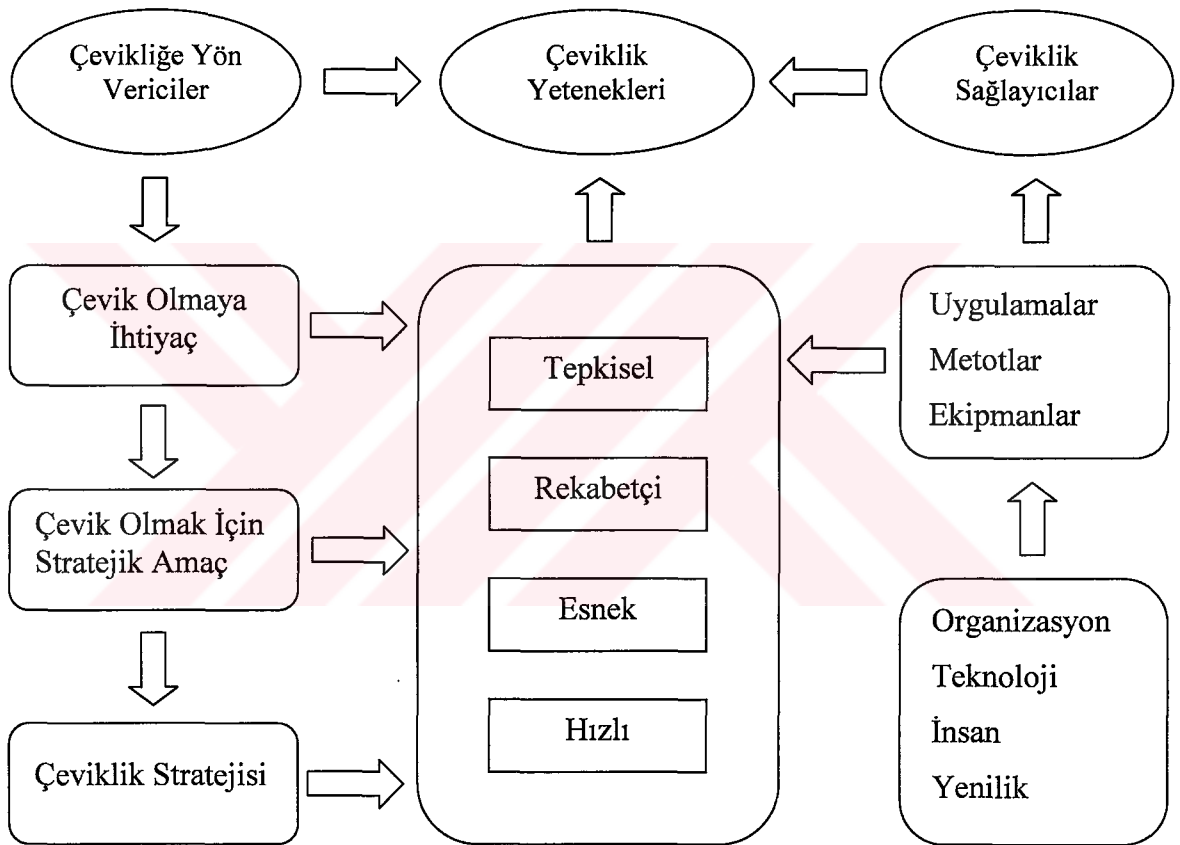 Çevikliğe Yön
Vericiler
Çeviklik
Yetenekleri
Çeviklik
Sağlayıcılar
Çevik Olmaya
İhtiyaç
Çevik Olmak İçin
Stratejik Amaç
Çeviklik Stratejisi
Tepkisel
Rekabetçi
Esnek
Hızlı
Uygulamalar
Metotlar
Ekipmanlar
Organizasyon
Teknoloji
İnsan
Yenilik